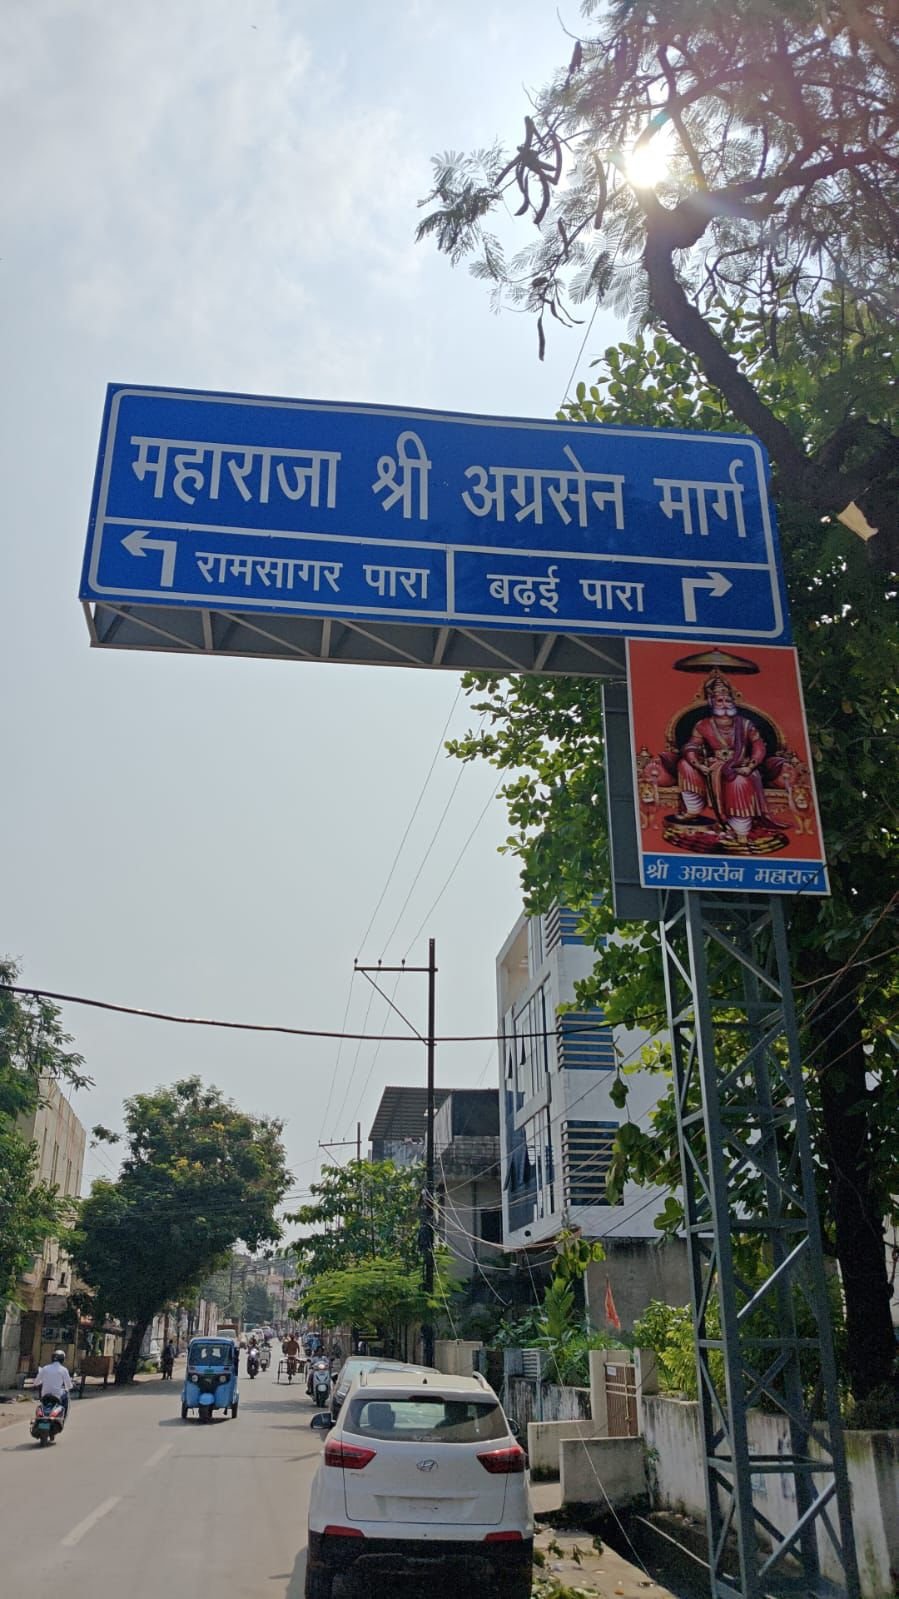 महाराजा श्री अग्रसेन मार्ग
रामसागर पारा
बढ़ई पारा
श्री अग्रसेन महाराज